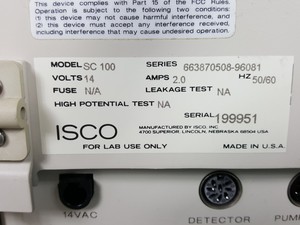 this device complies with Part 15 of the FCC Rules
Operation is subject to the following two conditions:
(1) this device may not cause harmful interference, and
(2) this device must accept any interference received,
including interference that may cause undesired
MODEL SC 100 SERIES 663870508-96081
VOLTS 14 AMPS 2.0 HZ 50/60
FUSE N/A LEAKAGE TEST NA
HIGH POTENTIAL TEST NA
SERIAL 199951
ISCO MANUFACTURED BY ISCO, INC.
4700 SUPERIOR, LINCOLN, NEBRASKA 68504 USA
FOR LAB USE ONLY MADE IN U.S.A.
14VAC DETECTOR PUM